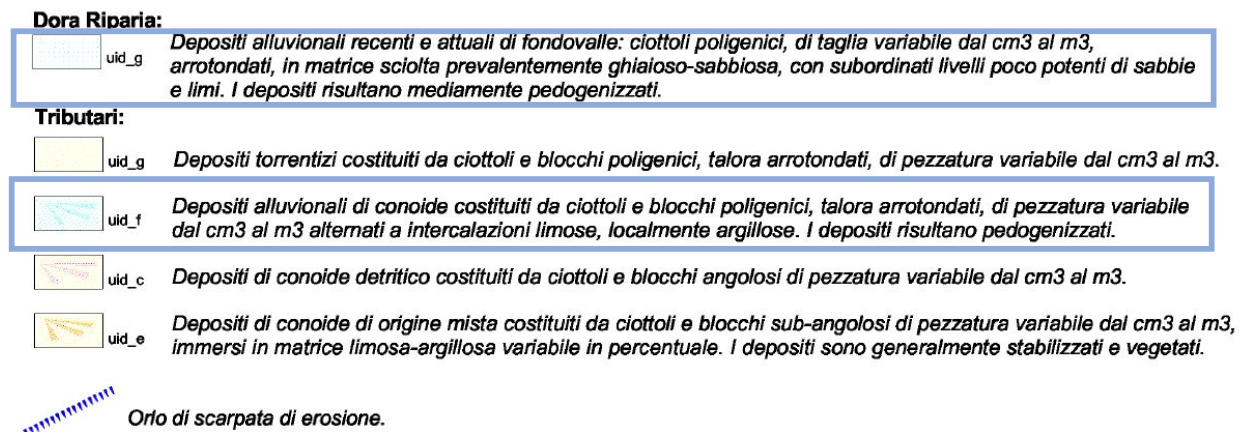 Dora Riparia:
uid_g Depositi alluvionali recenti e attuali di fondovalle: ciottoli poligenici, di taglia variabile dal cm3 al m3,
arrotondati, in matrice sciolta prevalentemente ghiaioso-sabbiosa, con subordinati livelli poco potenti di sabbie
e limi. I depositi risultano mediamente pedogenizzati.
Tributari:
uid_g Depositi torrentizi costituiti da ciottoli e blocchi poligenici, talora arrotondati, di pezzatura variabile dal cm3 al m3.
uid_f Depositi alluvionali di conoide costituiti da ciottoli e blocchi poligenici, talora arrotondati, di pezzatura variabile
dal cm3 al m3 alternati a intercalazioni limose, localmente argillose. I depositi risultano pedogenizzati.
uid_c Depositi di conoide detritico costituiti da ciottoli e blocchi angolosi di pezzatura variabile dal cm3 al m3.
uid_e Depositi di conoide di origine mista costituiti da ciottoli e blocchi sub-angolosi di pezzatura variabile dal cm3 al m3,
immersi in matrice limosa-argillosa variabile in percentuale. I depositi sono generalmente stabilizzati e vegetati.
Orlo di scarpata di erosione.